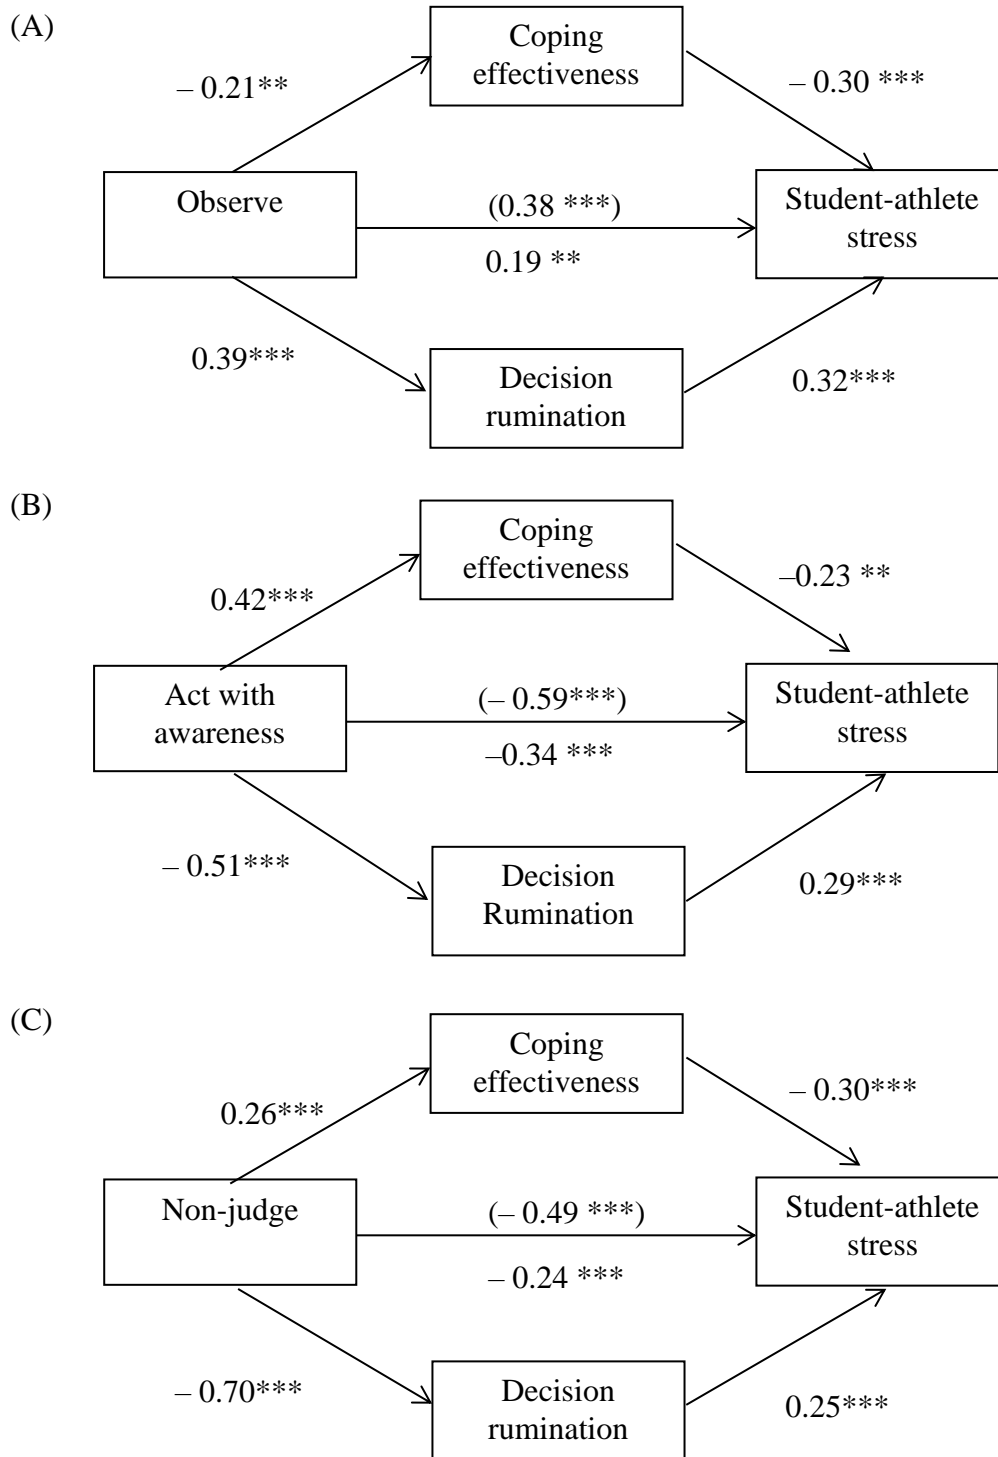 (A)
Coping
effectiveness
– 0.21**
– 0.30 ***
Observe
(0.38 ***)
0.19 **
Student-athlete
stress
0.39***
Decision
rumination
0.32***
(B)
Coping
effectiveness
0.42***
–0.23 **
Act with
awareness
(– 0.59***)
–0.34 ***
Student-athlete
stress
– 0.51***
Decision
Rumination
0.29***
(C)
Coping
effectiveness
0.26***
– 0.30***
Non-judge
(– 0.49 ***)
– 0.24 ***
Student-athlete
stress
– 0.70***
Decision
rumination
0.25***